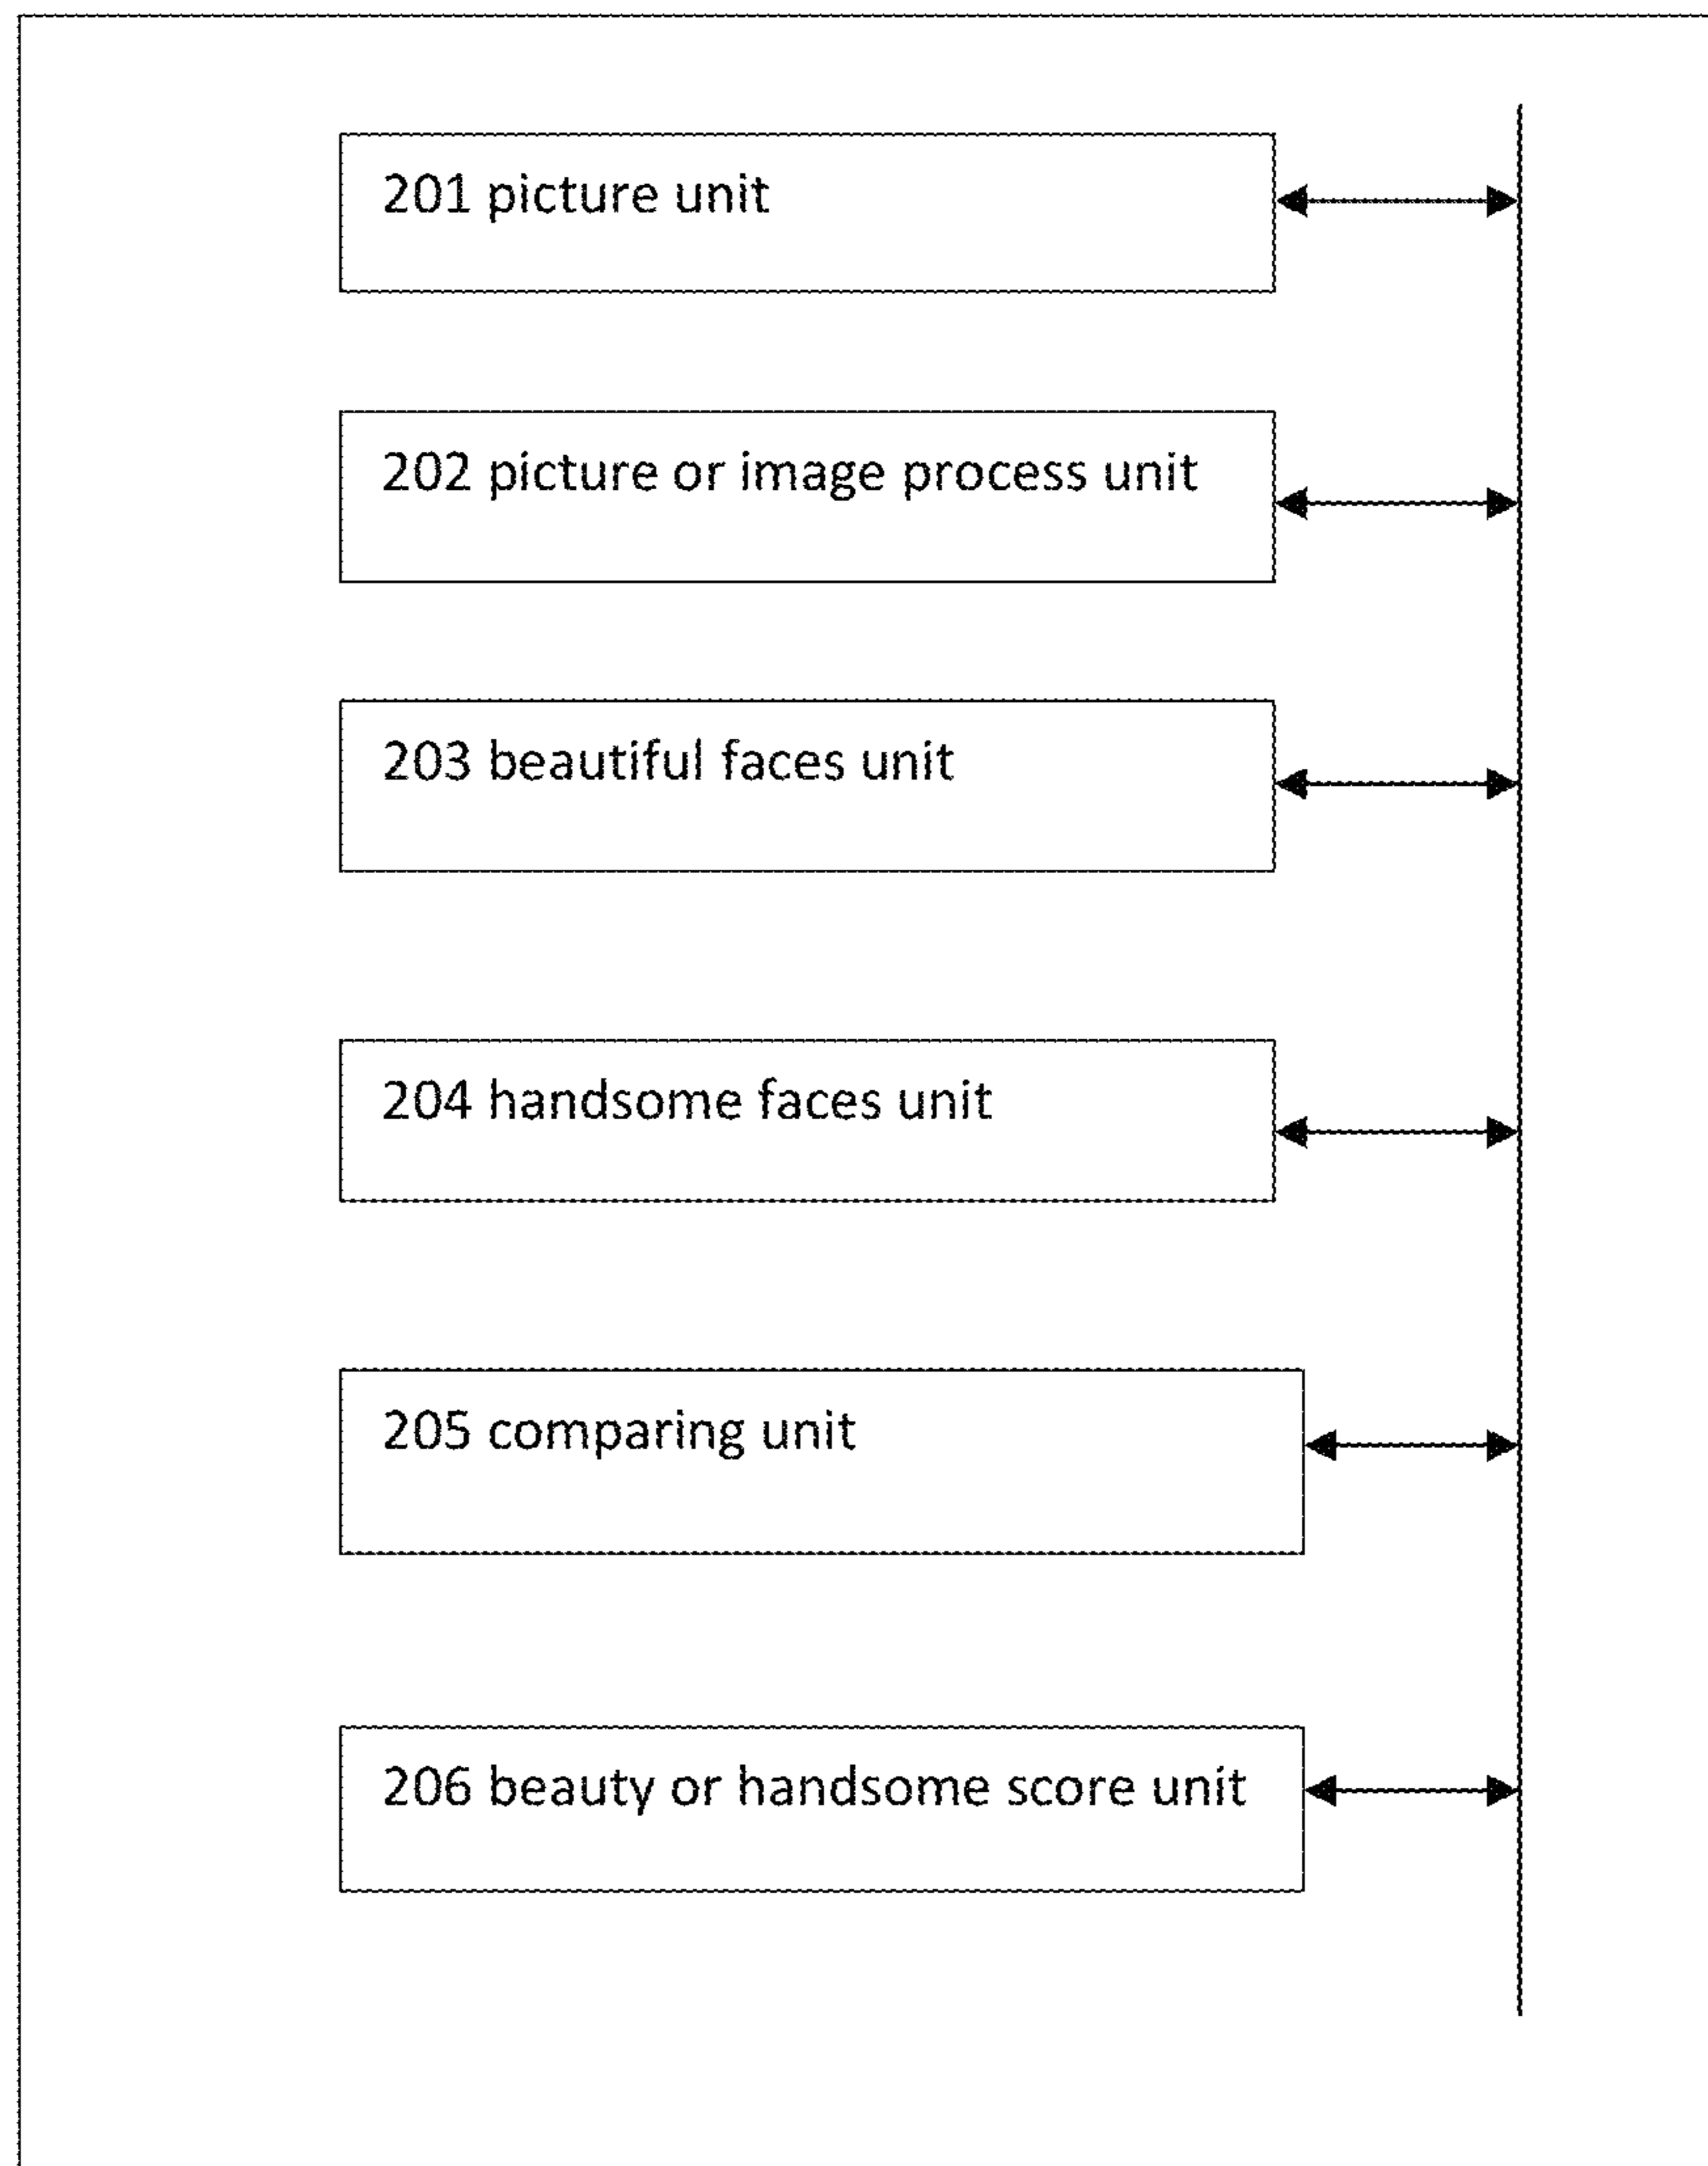 201 picture unit
202 picture or image process unit
203 beautiful faces unit
204 handsome faces unit
205 comparing unit
206 beauty or handsome score unit